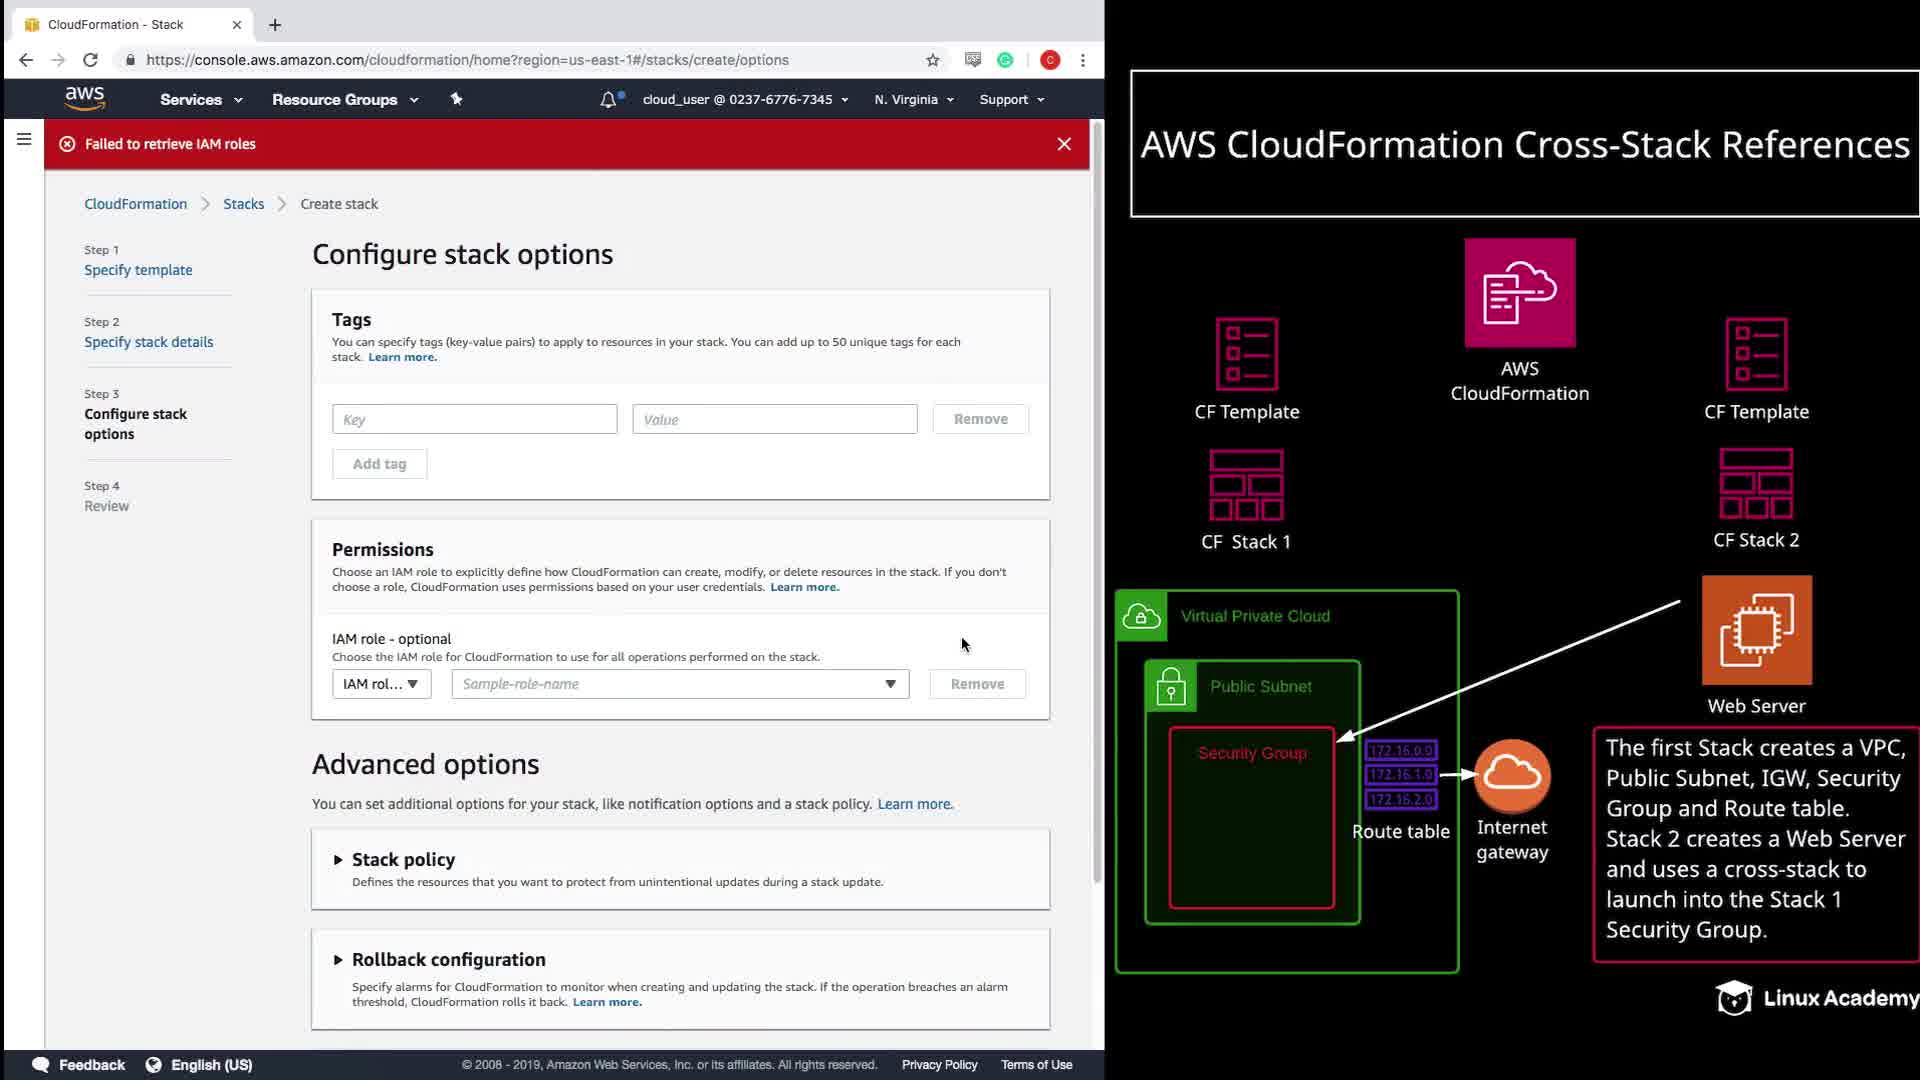 CloudFormation - Stack
https://console.aws.amazon.com/cloudformation/home?region=us-east-1#/stacks/create/options
C
aws
Services
Resource Groups
cloud_user @ 0237-6776-7345
N. Virginia
Support
Failed to retrieve IAM roles
CloudFormation
Stacks
Create stack
Step 1
Specify template
Step 2
Specify stack details
Step 3
Configure stack
options
Step 4
Review
Configure stack options
Tags
You can specify tags (key-value pairs) to apply to resources in your stack. You can add up to 50 unique tags for each
stack. Learn more.
Key
Value
Remove
Add tag
Permissions
Choose an IAM role to explicitly define how CloudFormation can create, modify, or delete resources in the stack. If you don't
choose a role, CloudFormation uses permissions based on your user credentials. Learn more.
IAM role - optional
Choose the IAM role for CloudFormation to use for all operations performed on the stack.
IAM rol...
Sample-role-name
Remove
Advanced options
You can set additional options for your stack, like notification options and a stack policy. Learn more.
Stack policy
Defines the resources that you want to protect from unintentional updates during a stack update.
Rollback configuration
Specify alarms for CloudFormation to monitor when creating and updating the stack. If the operation breaches an alarm
threshold, CloudFormation rolls it back. Learn more.
Feedback
English (US)
© 2008 - 2019, Amazon Web Services, Inc. or its affiliates. All rights reserved.
Privacy Policy
Terms of Use
AWS CloudFormation Cross-Stack References
AWS
CloudFormation
CF Template
CF Template
CF Stack 1
CF Stack 2
Virtual Private Cloud
Public Subnet
Security Group
172.16.0.0
172.16.1.0
172.16.2.0
Route table
Internet
gateway
Web Server
The first Stack creates a VPC,
Public Subnet, IGW, Security
Group and Route table.
Stack 2 creates a Web Server
and uses a cross-stack to
launch into the Stack 1
Security Group.
Linux Academy